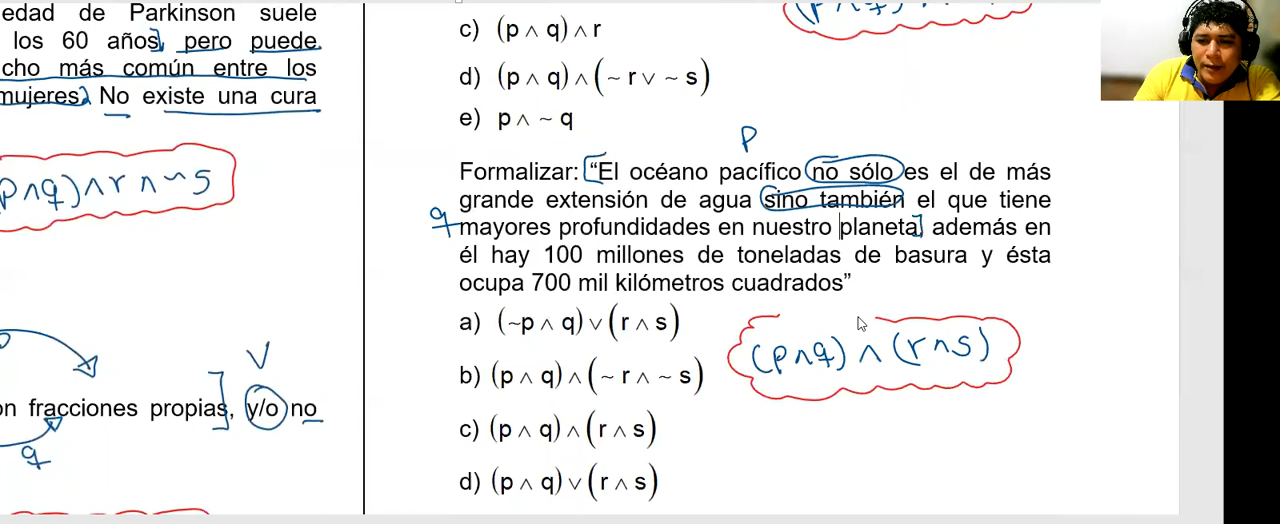 edad de Parkinson suele
los 60 años, pero puede
cho más común entre los
mujeres. No existe una cura
p∧q)∧r∧~s
V
on fracciones propias, y/o no
q
(p∧q)
c) (p ∧ q) ∧ r
d) (p ∧ q) ∧ (~ r ∨ ~ s)
e) p ∧ ~ q
p
Formalizar: “El océano pacífico no sólo es el de más
grande extensión de agua sino también el que tiene
q
mayores profundidades en nuestro planeta] además en
él hay 100 millones de toneladas de basura y ésta
ocupa 700 mil kilómetros cuadrados”
a) (~p ∧ q) ∨ (r ∧ s)
(p∧q) ∧ (r∧s)
b) (p ∧ q) ∧ (~ r ∧ ~ s)
c) (p ∧ q) ∧ (r ∧ s)
d) (p ∧ q) ∨ (r ∧ s)